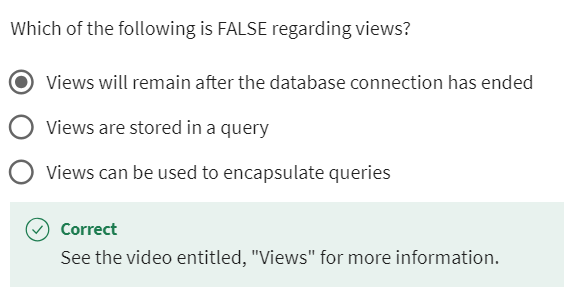 Which of the following is FALSE regarding views?
Views will remain after the database connection has ended
Views are stored in a query
Views can be used to encapsulate queries
Correct
See the video entitled, "Views" for more information.